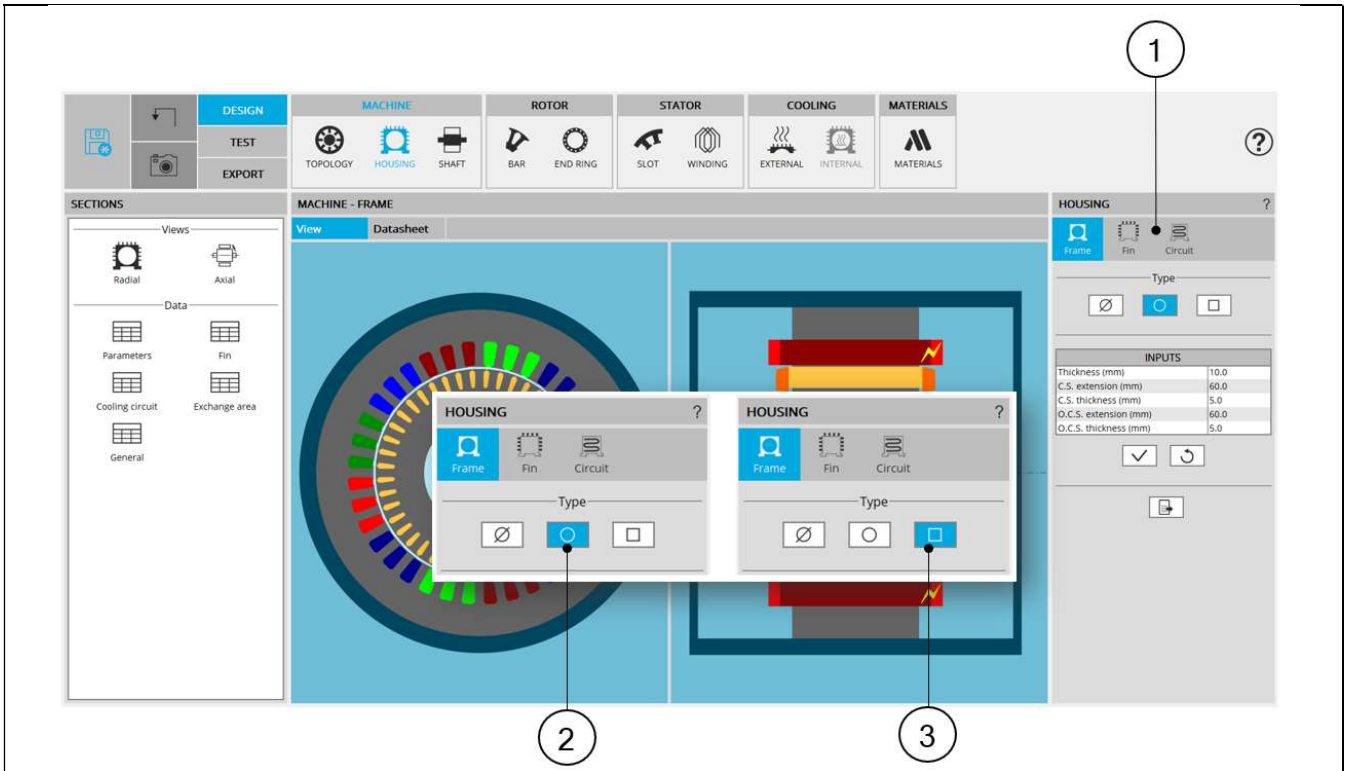 1
DESIGN
TEST
EXPORT
MACHINE
TOPOLOGY HOUSING SHAFT
ROTOR
BAR END RING
STATOR
SLOT WINDING
COOLING
EXTERNAL INTERNAL
MATERIALS
MATERIALS
?
SECTIONS
Views
Radial Axial
Data
Parameters Fin
Cooling circuit Exchange area
General
MACHINE - FRAME
View Datasheet
HOUSING ?
Frame Fin Circuit
Type
HOUSING ?
Frame Fin Circuit
Type
HOUSING ?
Frame Fin Circuit
Type
INPUTS
Thickness (mm) 10.0
C.S. extension (mm) 60.0
C.S. thickness (mm) 5.0
O.C.S. extension (mm) 60.0
O.C.S. thickness (mm) 5.0
2
3